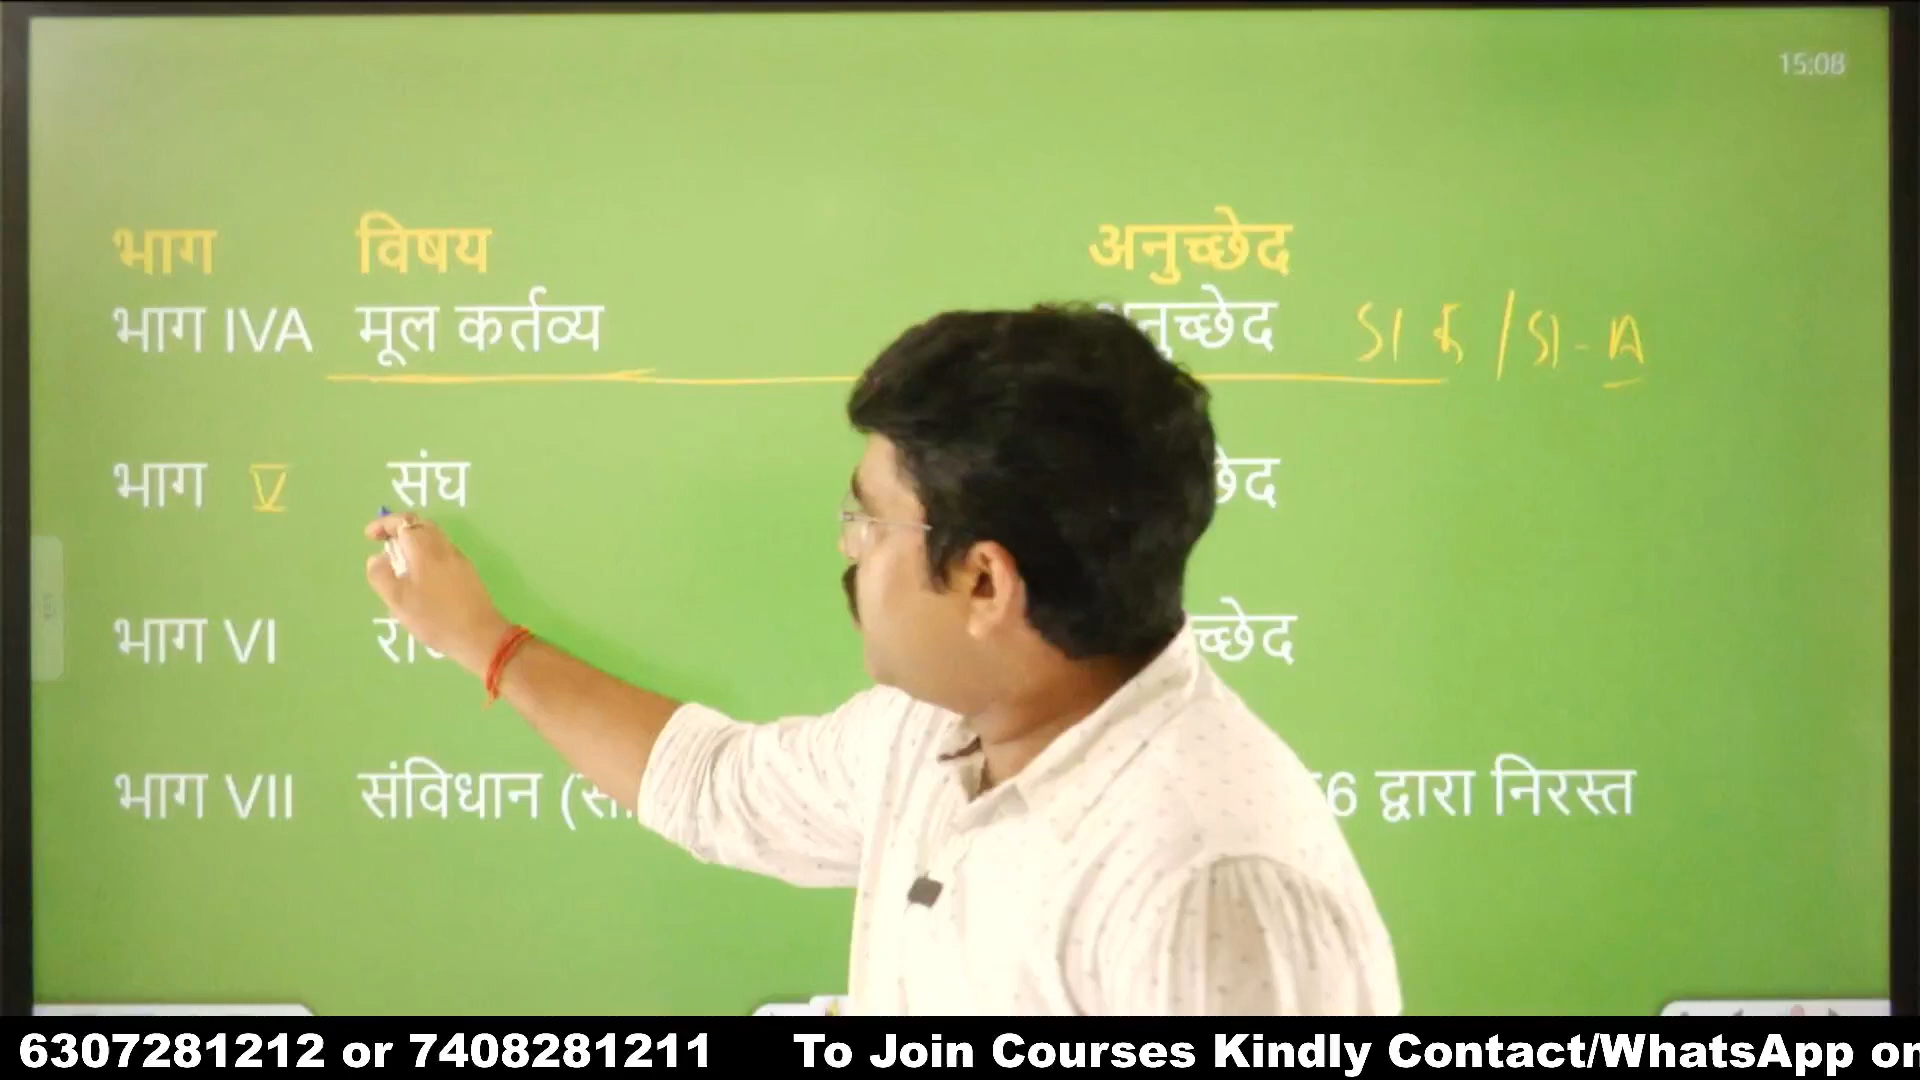 15:08
भाग विषय अनुच्छेद
भाग IVA मूल कर्तव्य अनुच्छेद 51 क / 51-A
भाग V संघ
भाग VI
भाग VII संविधान द्वारा निरस्त
6307281212 or 7408281211 To Join Courses Kindly Contact/WhatsApp on